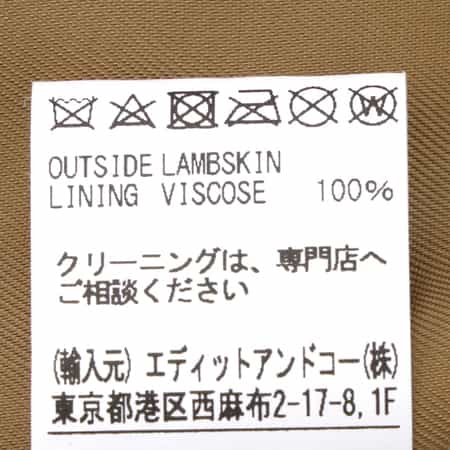 OUTSIDE LAMBSKIN
LINING VISCOSE 100%
クリーニングは、専門店へ
ご相談ください
(輸入元) エディットアンドコー(株)
東京都港区西麻布2-17-8,1F